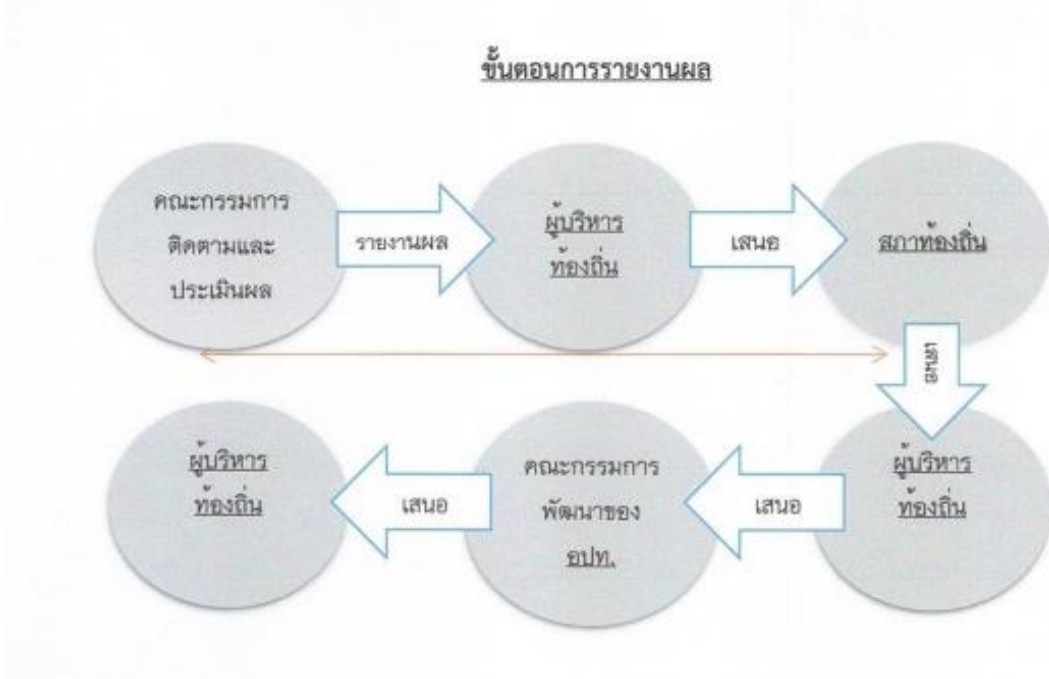 ขั้นตอนการรายงานผล
คณะกรรมการ
ติดตามและ
ประเมินผล
รายงานผล
ผู้บริหาร
ท้องถิ่น
เสนอ
สภาท้องถิ่น
เสนอ
ผู้บริหาร
ท้องถิ่น
เสนอ
คณะกรรมการ
พัฒนาของ
อปท.
เสนอ
ผู้บริหาร
ท้องถิ่น